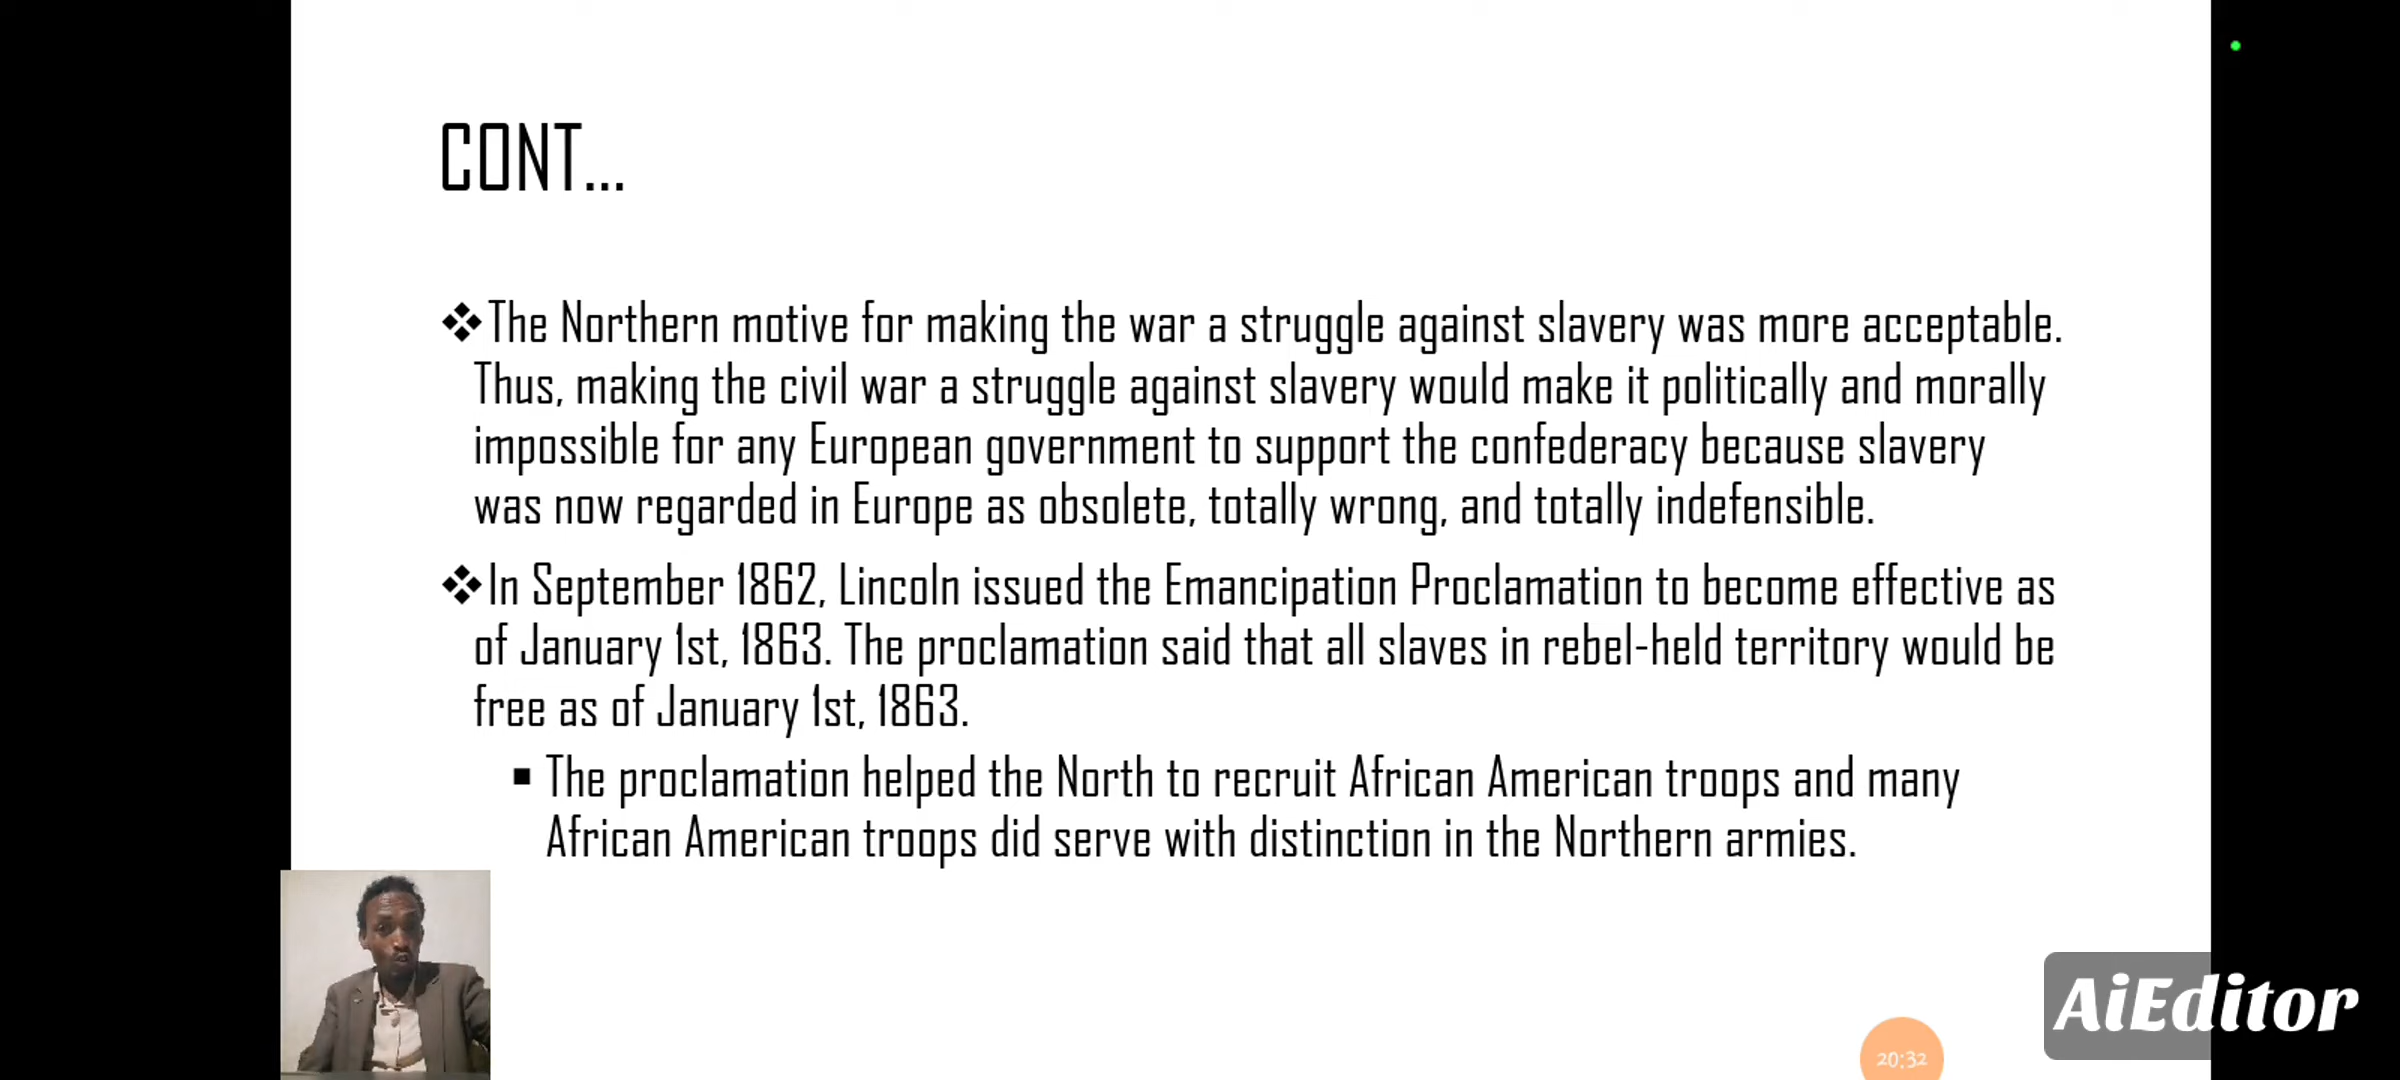 CONT...
❖The Northern motive for making the war a struggle against slavery was more acceptable.
Thus, making the civil war a struggle against slavery would make it politically and morally
impossible for any European government to support the confederacy because slavery
was now regarded in Europe as obsolete, totally wrong, and totally indefensible.
❖In September 1862, Lincoln issued the Emancipation Proclamation to become effective as
of January 1st, 1863. The proclamation said that all slaves in rebel-held territory would be
free as of January 1st, 1863.
▪ The proclamation helped the North to recruit African American troops and many
African American troops did serve with distinction in the Northern armies.
AiEditor
20:32